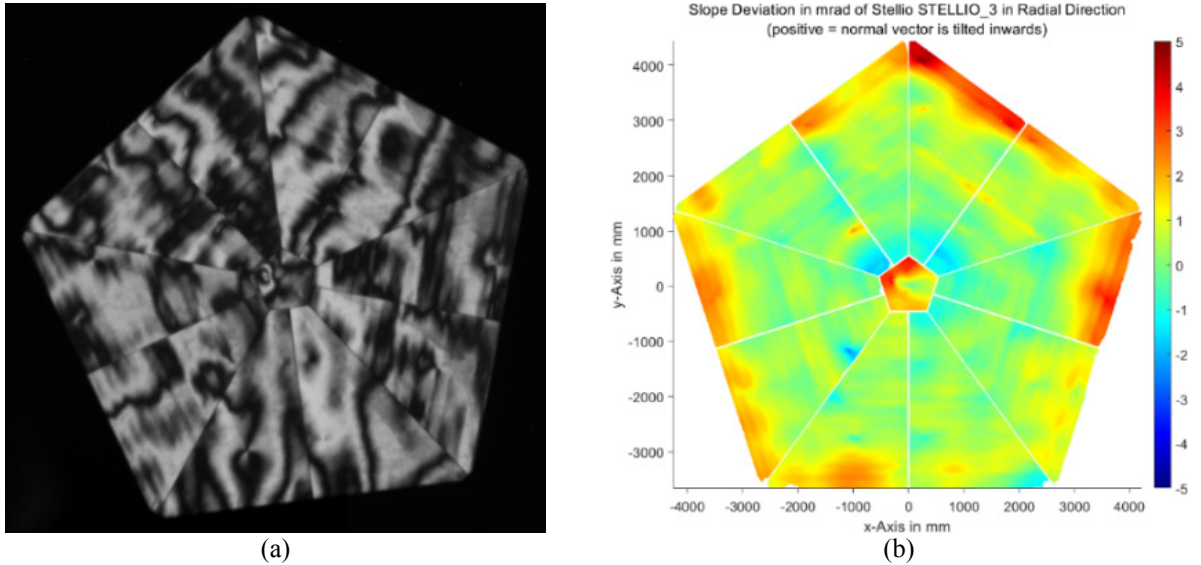 Slope Deviation in mrad of Stellio STELLIO_3 in Radial Direction
(positive = normal vector is tilted inwards)
y-Axis in mm
4000
3000
2000
1000
0
-1000
-2000
-3000
-4000 -3000 -2000 -1000 0 1000 2000 3000 4000
x-Axis in mm
5
4
3
2
1
0
-1
-2
-3
-4
-5
(a)
(b)